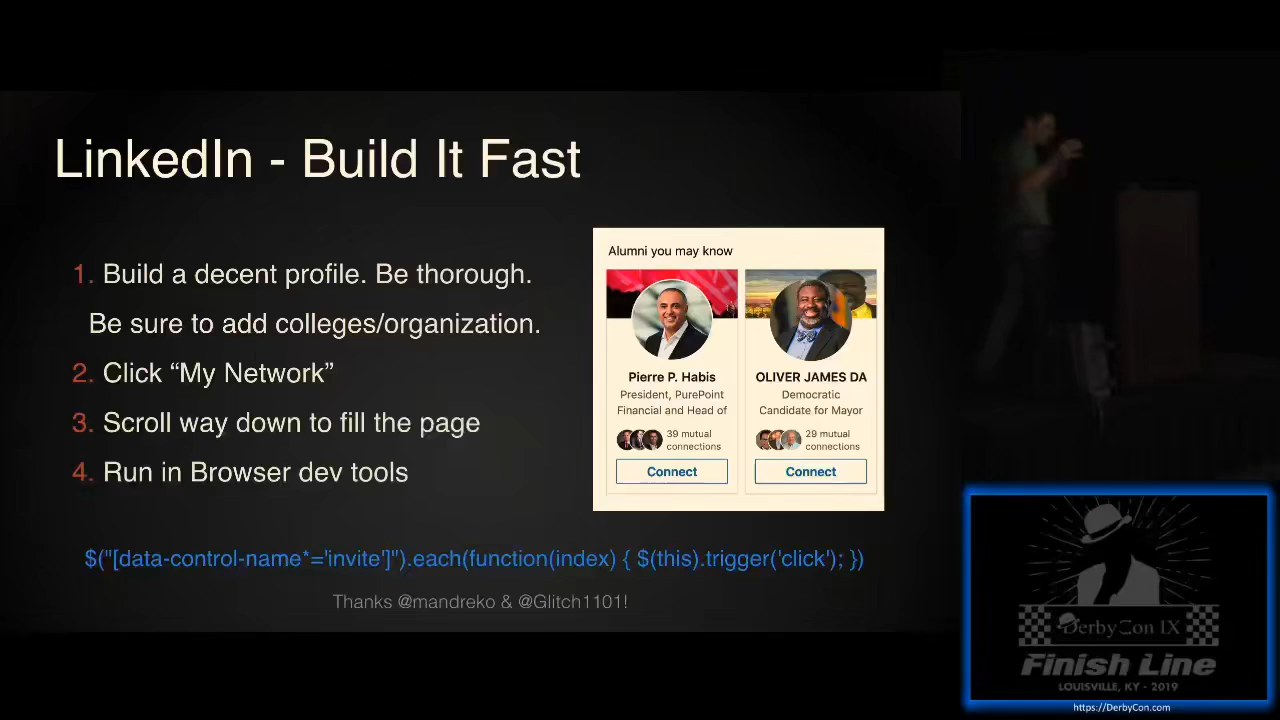 LinkedIn - Build It Fast
1. Build a decent profile. Be thorough.
Be sure to add colleges/organization.
2. Click “My Network”
3. Scroll way down to fill the page
4. Run in Browser dev tools
$("[data-control-name*='invite']").each(function(index) { $(this).trigger('click'); })
Thanks @mandreko & @Glitch1101!
Alumni you may know
Pierre P. Habis
President, PurePoint
Financial and Head of
39 mutual
connections
Connect
OLIVER JAMES DA
Democratic
Candidate for Mayor
29 mutual
connections
Connect
DerbyCon IX
Finish Line
LOUISVILLE, KY - 2019
https://DerbyCon.com